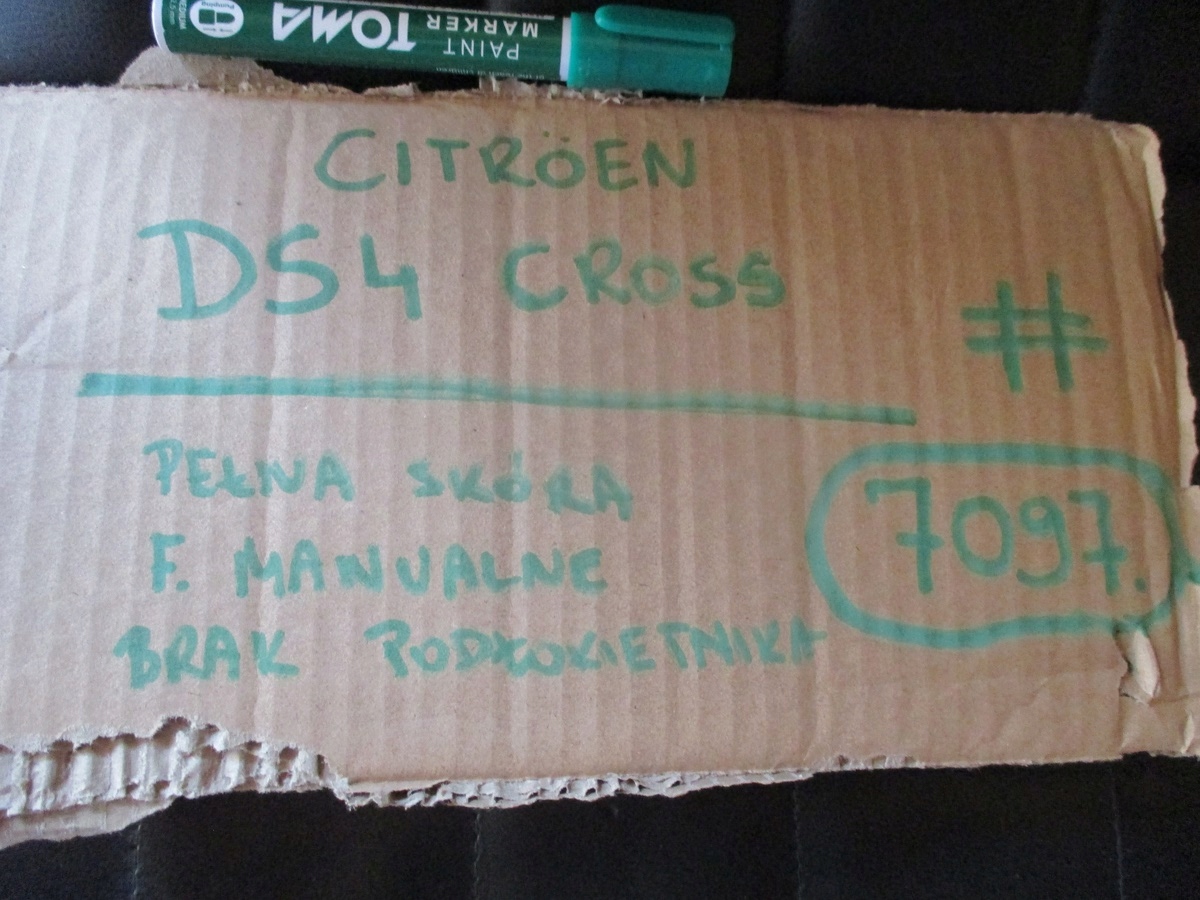 TOMA
PAINT
MARKER
CITRÖEN
DS4 CROSS
#
PEŁNA SKÓRA
7097.
F. MANUALNE
BRAK PODŁOKIETNIKA